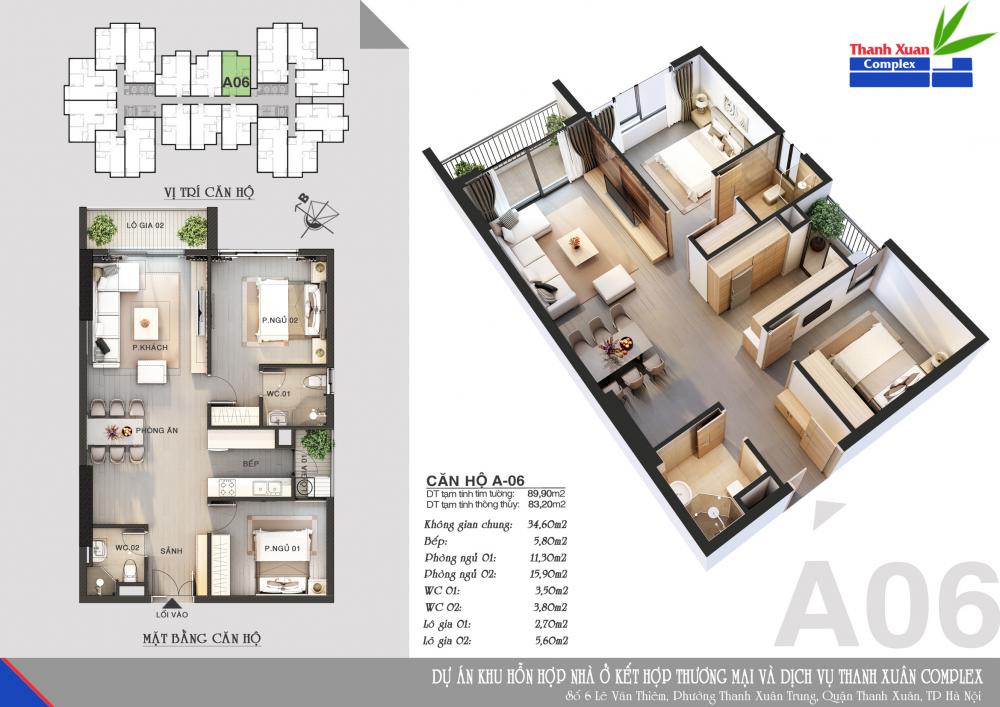 A06
VỊ TRÍ CĂN HỘ
B
LÔ GIA 02
P.KHÁCH
P.NGỦ 02
WC.01
PHÒNG ĂN
BẾP
LÔ GIA 01
WC.02
SẢNH
P.NGỦ 01
LỐI VÀO
MẶT BẰNG CĂN HỘ
Thanh Xuan
Complex
CĂN HỘ A-06
DT tạm tính tim tường: 89,90m2
DT tạm tính thông thủy: 83,20m2
Không gian chung: 34,60m2
Bếp: 5,80m2
Phòng ngủ 01: 11,30m2
Phòng ngủ 02: 15,90m2
WC 01: 3,50m2
WC 02: 3,80m2
Lô gia 01: 2,70m2
Lô gia 02: 5,60m2
Á06
DỰ ÁN KHU HỖN HỢP NHÀ Ở KẾT HỢP THƯƠNG MẠI VÀ DỊCH VỤ THANH XUÂN COMPLEX
Số 6 Lê Văn Thiêm, Phường Thanh Xuân Trung, Quận Thanh Xuân, TP Hà Nội